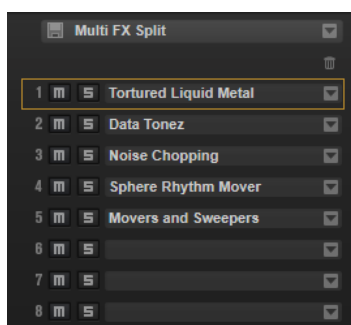 Multi FX Split
1 m S Tortured Liquid Metal
2 m S Data Tonez
3 m S Noise Chopping
4 m S Sphere Rhythm Mover
5 m S Movers and Sweepers
6 m S
7 m S
8 m S